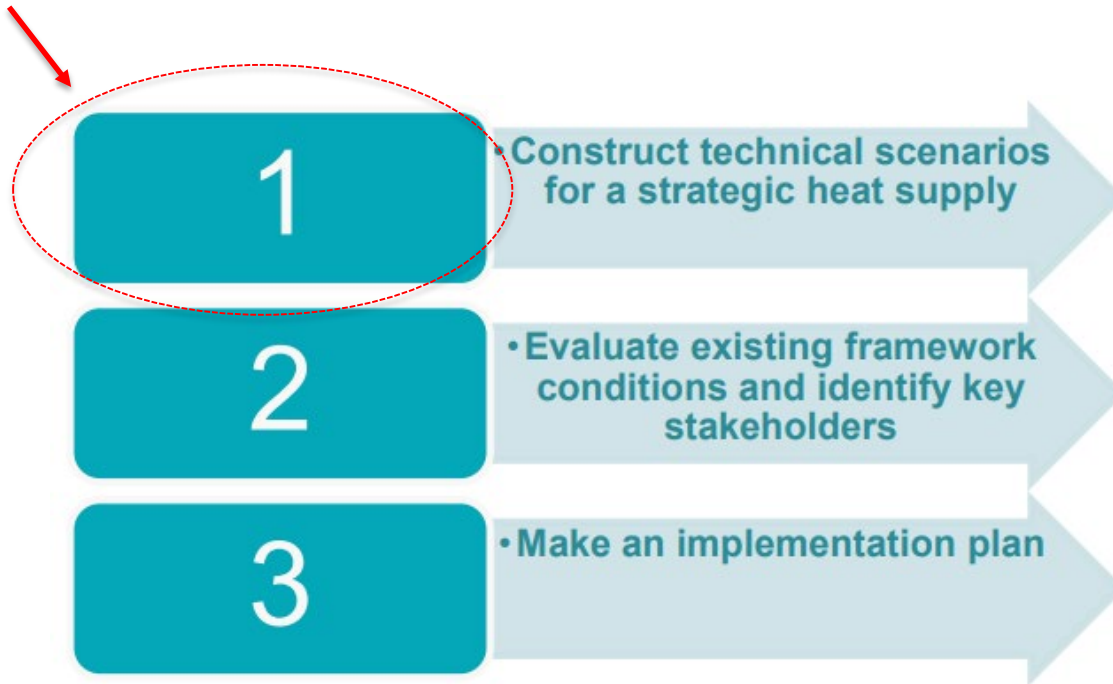 1
• Construct technical scenarios
for a strategic heat supply
2
• Evaluate existing framework
conditions and identify key
stakeholders
3
• Make an implementation plan